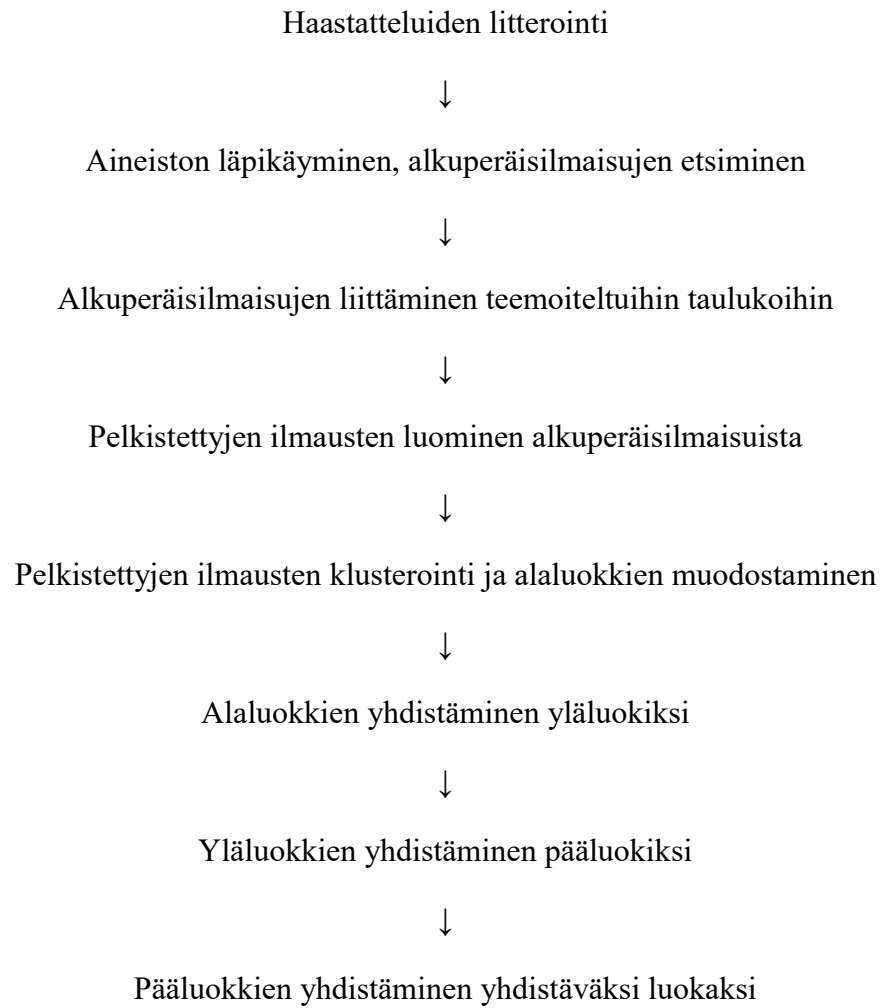 Haastatteluiden litterointi
↓
Aineiston läpikäyminen, alkuperäisilmaisujen etsiminen
↓
Alkuperäisilmaisujen liittäminen teemoiteltuihin taulukoihin
↓
Pelkistettyjen ilmausten luominen alkuperäisilmaisuista
↓
Pelkistettyjen ilmausten klusterointi ja alaluokkien muodostaminen
↓
Alaluokkien yhdistäminen yläluokiksi
↓
Yläluokkien yhdistäminen pääluokiksi
↓
Pääluokkien yhdistäminen yhdistäväksi luokaksi